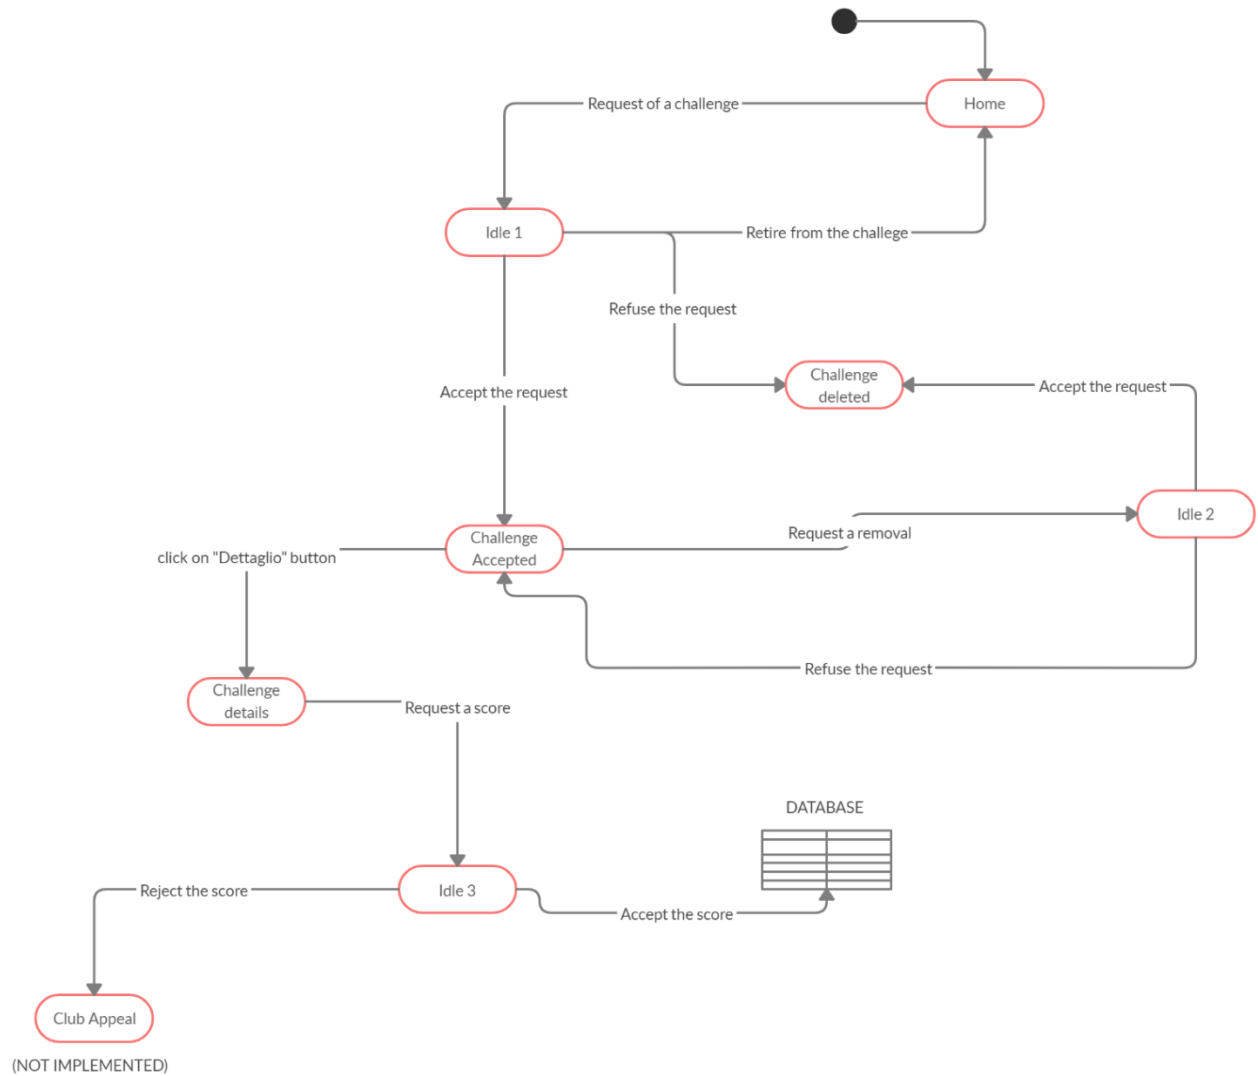 Home
Request of a challenge
Idle 1
Retire from the challege
Refuse the request
Challenge
deleted
Accept the request
Accept the request
Idle 2
Challenge
Accepted
Request a removal
click on "Dettaglio" button
Refuse the request
Challenge
details
Request a score
DATABASE
Idle 3
Reject the score
Accept the score
Club Appeal
(NOT IMPLEMENTED)